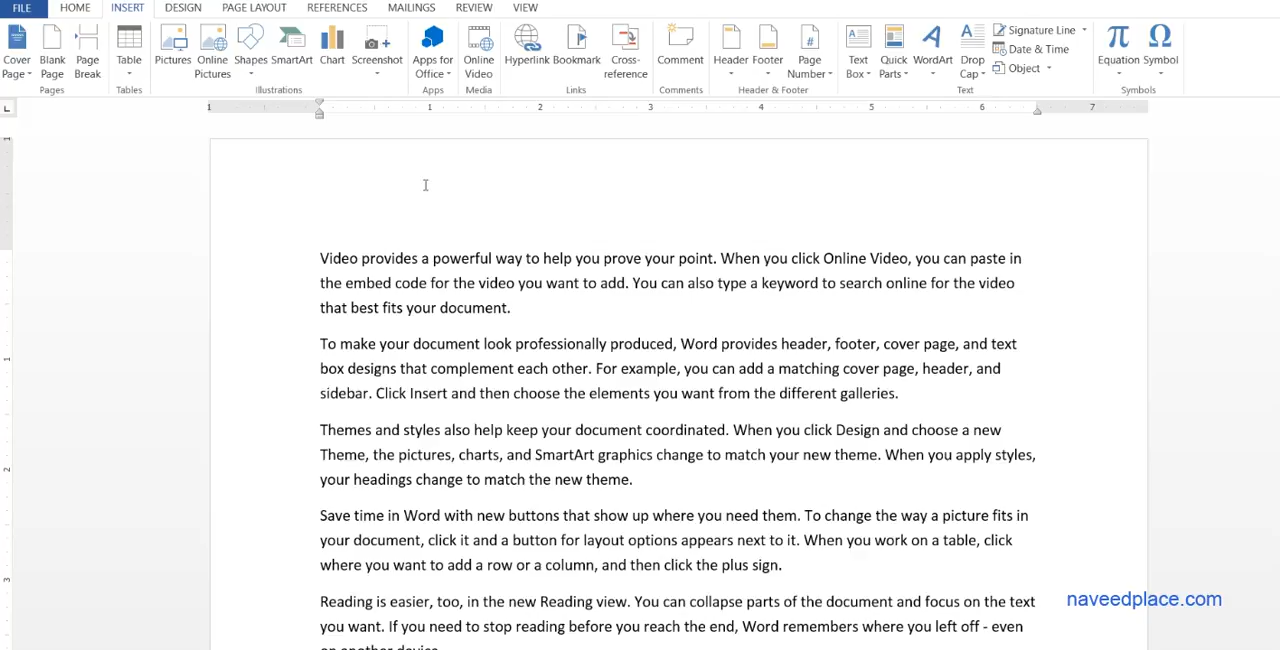 FILE HOME INSERT DESIGN PAGE LAYOUT REFERENCES MAILINGS REVIEW VIEW
Cover Page Blank Page Page Break Table Pictures Online Pictures Shapes SmartArt Chart Screenshot Apps for Office Online Video Hyperlink Bookmark Cross-reference Comment Header Footer Page Number Text Box Quick Parts WordArt Drop Cap Signature Line Date & Time Object Equation Symbol
Pages Tables Illustrations Apps Media Links Comments Header & Footer Text Symbols
1 1 2 3 4 5 6 7
Video provides a powerful way to help you prove your point. When you click Online Video, you can paste in
the embed code for the video you want to add. You can also type a keyword to search online for the video
that best fits your document.
To make your document look professionally produced, Word provides header, footer, cover page, and text
box designs that complement each other. For example, you can add a matching cover page, header, and
sidebar. Click Insert and then choose the elements you want from the different galleries.
Themes and styles also help keep your document coordinated. When you click Design and choose a new
Theme, the pictures, charts, and SmartArt graphics change to match your new theme. When you apply styles,
your headings change to match the new theme.
Save time in Word with new buttons that show up where you need them. To change the way a picture fits in
your document, click it and a button for layout options appears next to it. When you work on a table, click
where you want to add a row or a column, and then click the plus sign.
Reading is easier, too, in the new Reading view. You can collapse parts of the document and focus on the text
you want. If you need to stop reading before you reach the end, Word remembers where you left off - even
on another device.
naveedplace.com